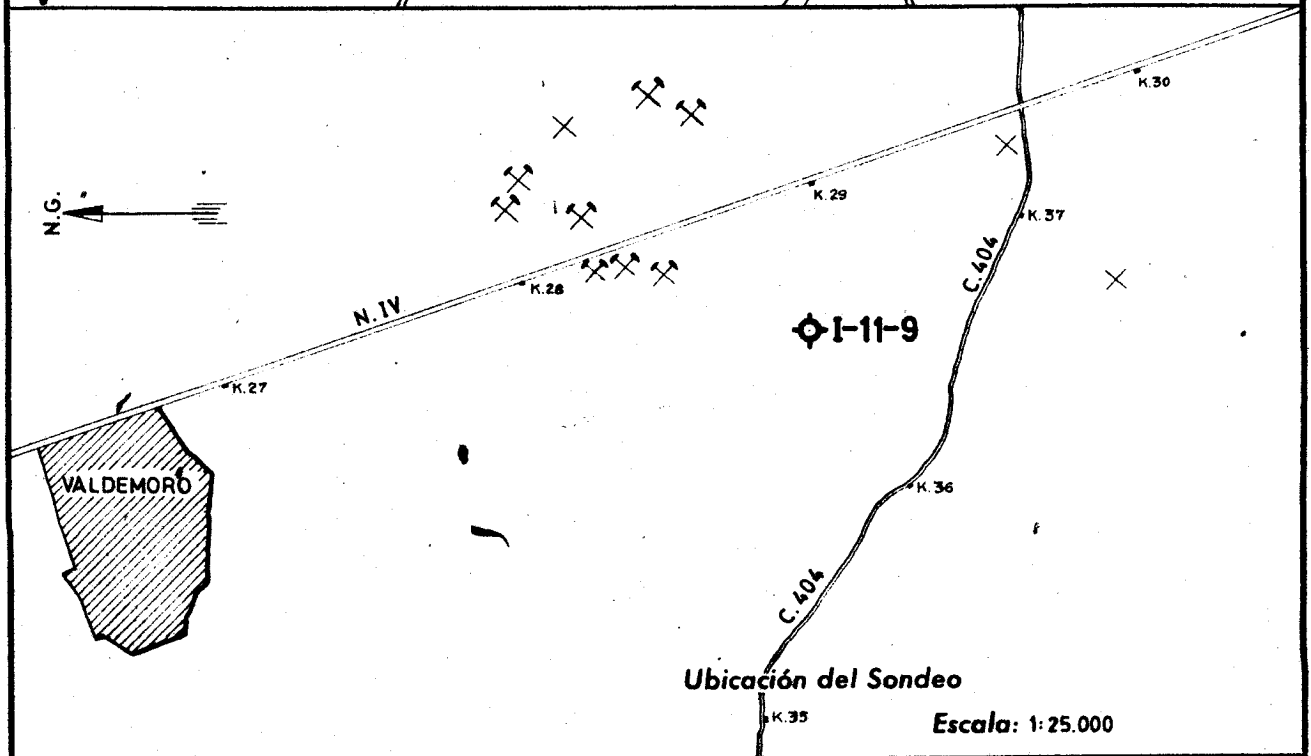 K.30
K.29
N.G.
K.37
C.404
K.28
N.IV
I-11-9
K.27
VALDEMORO
K.36
C.404
Ubicación del Sondeo
K.35
Escala: 1:25.000